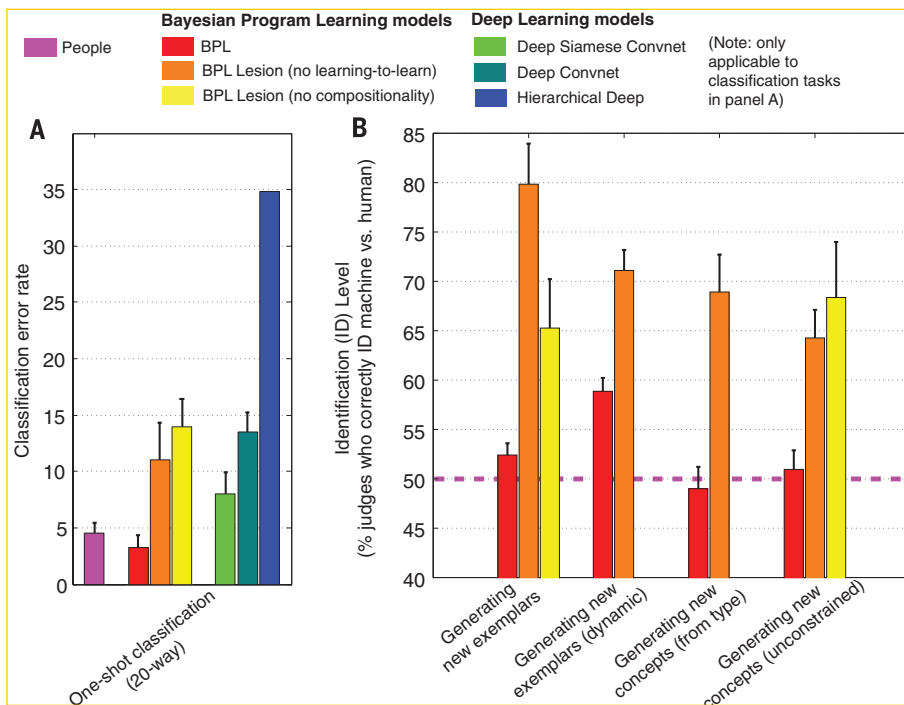 Bayesian Program Learning models
Deep Learning models
People
BPL
BPL Lesion (no learning-to-learn)
BPL Lesion (no compositionality)
Deep Siamese Convnet
Deep Convnet
Hierarchical Deep
(Note: only
applicable to
classification tasks
in panel A)
A
Classification error rate
35
30
25
20
15
10
5
0
One-shot classification
(20-way)
B
Identification (ID) Level
(% judges who correctly ID machine vs. human)
85
80
75
70
65
60
55
50
45
40
Generating
new exemplars
Generating new
exemplars (dynamic)
Generating new
concepts (from type)
Generating new
concepts (unconstrained)